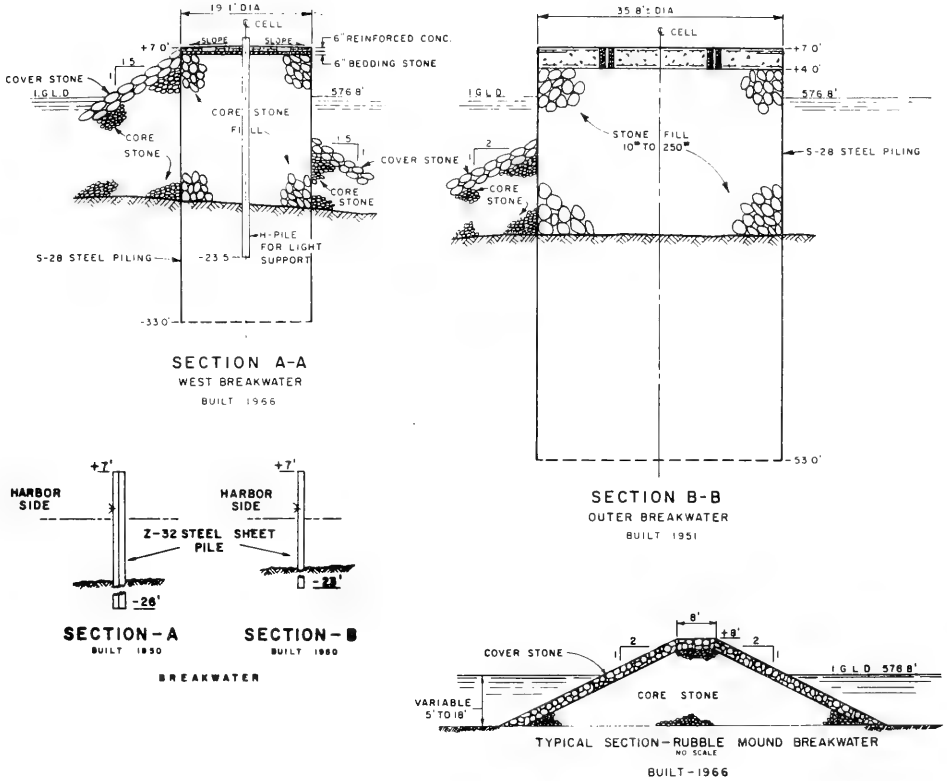 19.1' DIA
℄ CELL
SLOPE SLOPE
6" REINFORCED CONC.
6" BEDDING STONE
+7.0'
1.5
1
COVER STONE
I.G.L.D
576.8'
CORE STONE
FILL
CORE
STONE
1.5
1
COVER STONE
CORE
STONE
H-PILE
FOR LIGHT
SUPPORT
-23.5
S-28 STEEL PILING
-33.0'
SECTION A-A
WEST BREAKWATER
BUILT 1966
35.8'± DIA
℄ CELL
+7.0'
+4.0'
I.G.L.D
576.8'
STONE FILL
10# TO 250#
S-28 STEEL PILING
2
1
COVER STONE
CORE
STONE
-53.0'
SECTION B-B
OUTER BREAKWATER
BUILT 1951
+7'
+7'
HARBOR
SIDE
HARBOR
SIDE
Z-32 STEEL SHEET
PILE
-26'
-23'
SECTION-A
BUILT 1950
SECTION-B
BUILT 1960
BREAKWATER
8'
+8'
2
1
2
1
COVER STONE
I.G.L.D 576.8'
VARIABLE
5' TO 18'
CORE STONE
TYPICAL SECTION-RUBBLE MOUND BREAKWATER
NO SCALE
BUILT-1966